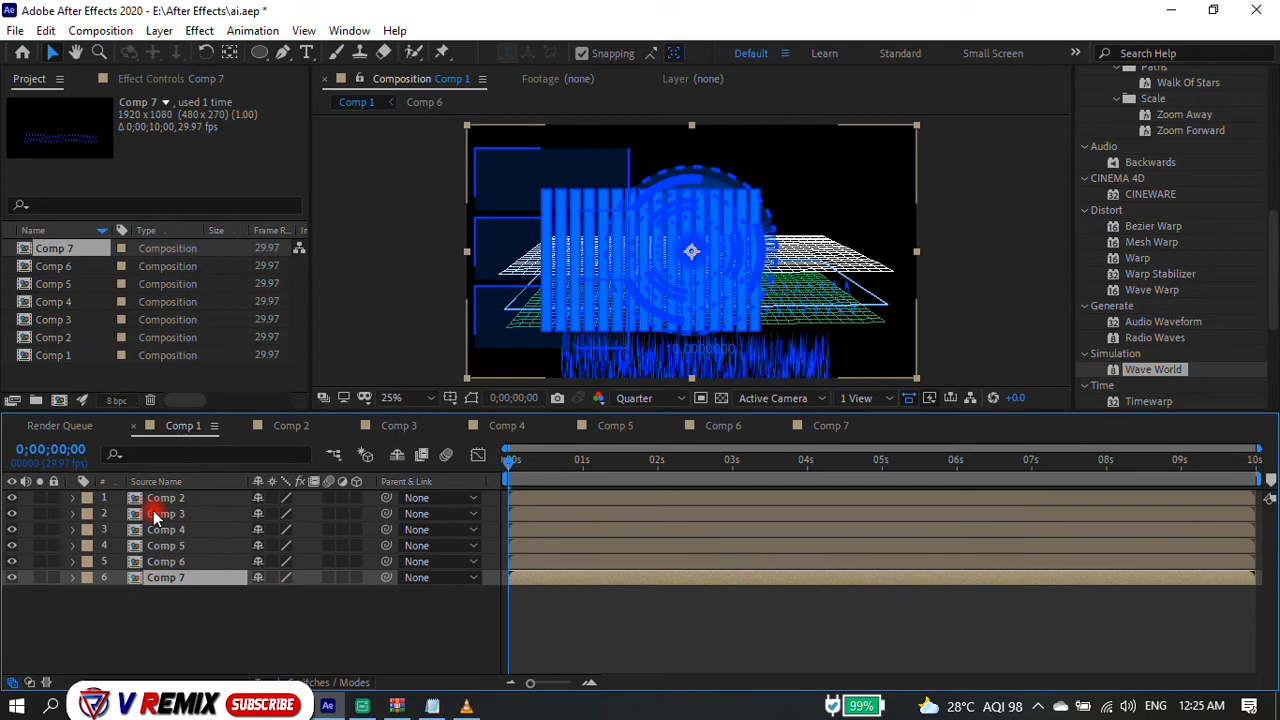 Adobe After Effects 2020 - E:\After Effects\ai.aep *
File Edit Composition Layer Effect Animation View Window Help
Snapping
Default Learn Standard Small Screen Search Help
Project Effect Controls Comp 7 Composition Comp 1 Footage (none) Layer (none)
Comp 7 , used 1 time
1920 x 1080 (480 x 270) (1.00)
Δ 0;00;10;00, 29.97 fps
Comp 1 Comp 6
Name Type Size Frame R... In
Comp 7 Composition 29.97
Comp 6 Composition 29.97
Comp 5 Composition 29.97
Comp 4 Composition 29.97
Comp 3 Composition 29.97
Comp 2 Composition 29.97
Comp 1 Composition 29.97
8 bpc
10.0000000
25% 0;00;00;00 Quarter Active Camera 1 View +0.0
Paths
Walk Of Stars
Scale
Zoom Away
Zoom Forward
Audio
Backwards
CINEMA 4D
CINEWARE
Distort
Bezier Warp
Mesh Warp
Warp
Warp Stabilizer
Wave Warp
Generate
Audio Waveform
Radio Waves
Simulation
Wave World
Time
Timewarp
Render Queue Comp 1 Comp 2 Comp 3 Comp 4 Comp 5 Comp 6 Comp 7
0;00;00;00
00000 (29.97 fps)
:00s 01s 02s 03s 04s 05s 06s 07s 08s 09s 10s
# Source Name Parent & Link
1 Comp 2 None
2 Comp 3 None
3 Comp 4 None
4 Comp 5 None
5 Comp 6 None
6 Comp 7 None
Switches / Modes
V REMIX SUBSCRIBE
99% 28°C AQI 98 ENG 12:25 AM